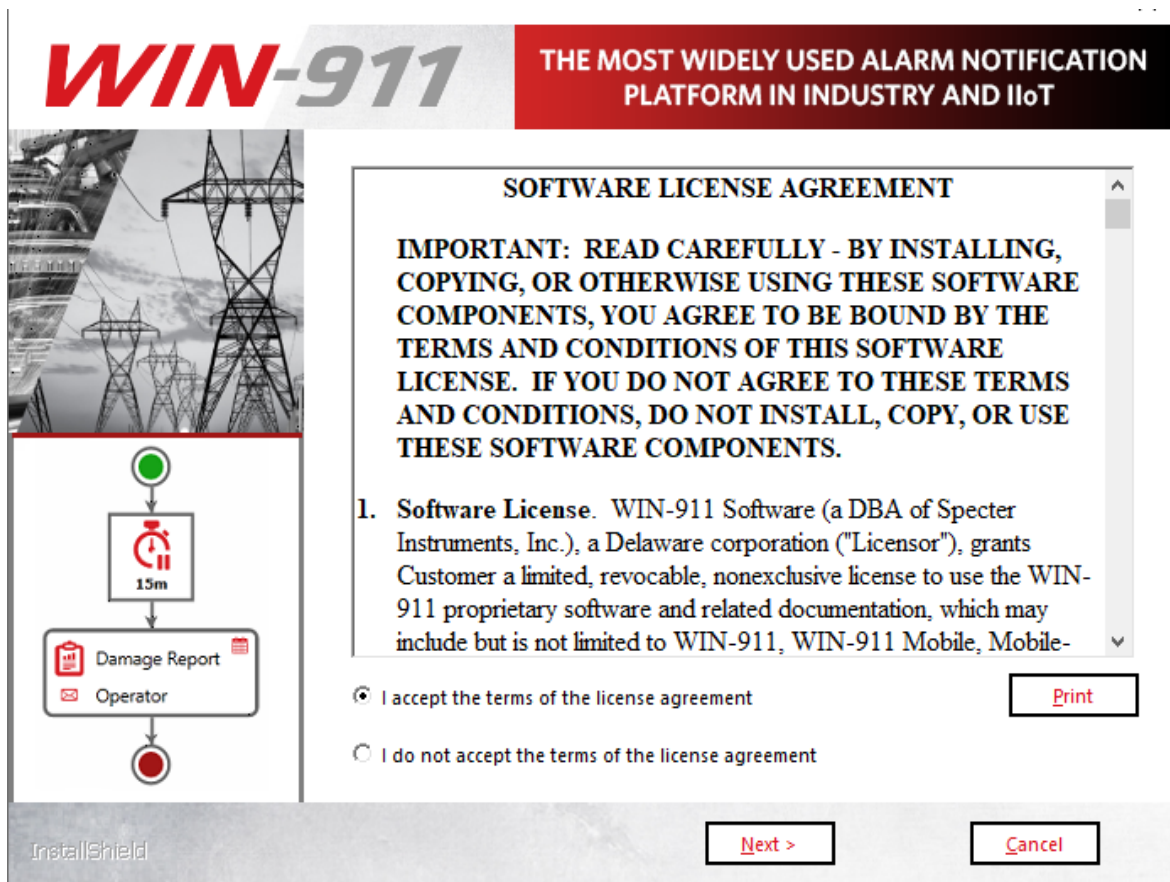 WIN-911
THE MOST WIDELY USED ALARM NOTIFICATION
PLATFORM IN INDUSTRY AND IIoT
SOFTWARE LICENSE AGREEMENT
IMPORTANT: READ CAREFULLY - BY INSTALLING,
COPYING, OR OTHERWISE USING THESE SOFTWARE
COMPONENTS, YOU AGREE TO BE BOUND BY THE
TERMS AND CONDITIONS OF THIS SOFTWARE
LICENSE. IF YOU DO NOT AGREE TO THESE TERMS
AND CONDITIONS, DO NOT INSTALL, COPY, OR USE
THESE SOFTWARE COMPONENTS.
1. Software License. WIN-911 Software (a DBA of Specter
Instruments, Inc.), a Delaware corporation ("Licensor"), grants
Customer a limited, revocable, nonexclusive license to use the WIN-
911 proprietary software and related documentation, which may
include but is not limited to WIN-911, WIN-911 Mobile, Mobile-
15m
Damage Report
Operator
I accept the terms of the license agreement
Print
I do not accept the terms of the license agreement
InstallShield
Next >
Cancel